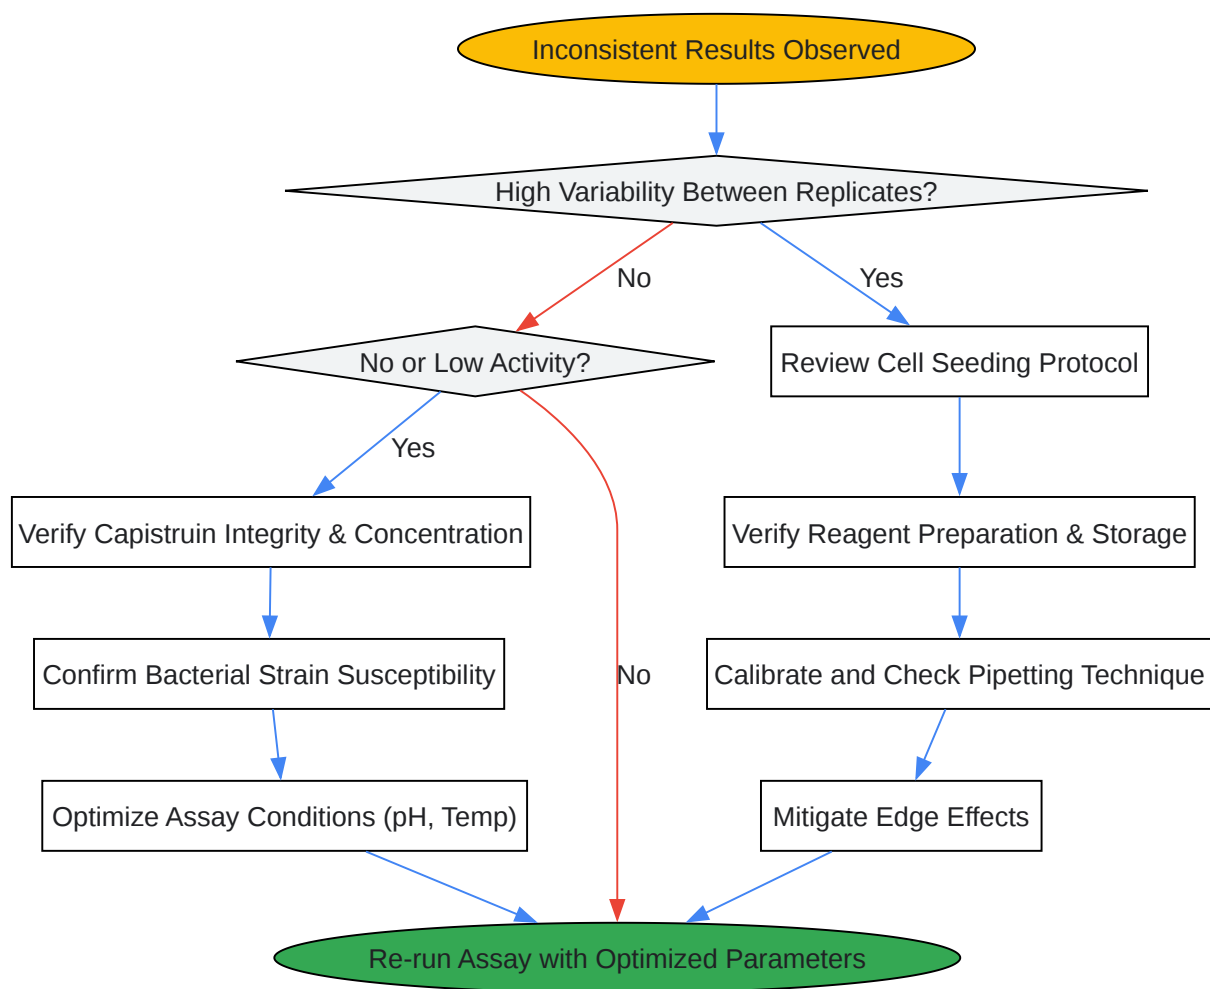 Inconsistent Results Observed
High Variability Between Replicates?
No
Yes
No or Low Activity?
Review Cell Seeding Protocol
Yes
Verify Capistruin Integrity & Concentration
Verify Reagent Preparation & Storage
Confirm Bacterial Strain Susceptibility
No
Calibrate and Check Pipetting Technique
Optimize Assay Conditions (pH, Temp)
Mitigate Edge Effects
Re-run Assay with Optimized Parameters